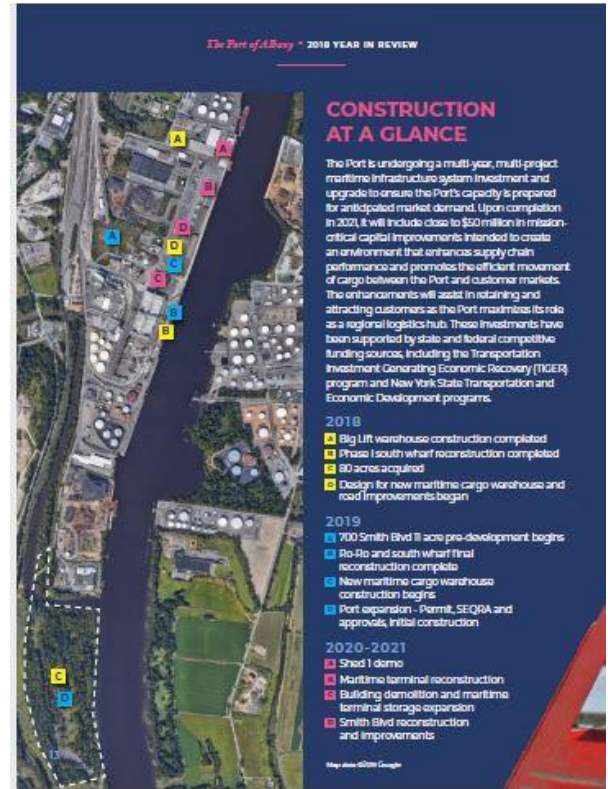 The Port of Albany • 2018 YEAR IN REVIEW
CONSTRUCTION
AT A GLANCE
The Port is undergoing a multi-year, multi-project
maritime infrastructure system investment and
upgrade to ensure the Port's capacity is prepared
for anticipated market demand. Upon completion
in 2021, it will include close to $50 million in mission-
critical capital improvements intended to create
an environment that enhances supply chain
performance and promotes the efficient movement
of cargo between the Port and customer markets.
The enhancements will assist in retaining and
attracting customers as the Port maximizes its role
as a regional logistics hub. These investments have
been supported by state and federal competitive
funding sources, including the Transportation
Investment Generating Economic Recovery (TIGER)
program and New York State Transportation and
Economic Development programs.
2018
A Big Lift warehouse construction completed
B Phase I south wharf reconstruction completed
C 80 acres acquired
D Design for new maritime cargo warehouse and
road improvements began
2019
A 700 Smith Blvd 11 acre pre-development begins
B Ro-Ro and south wharf final
reconstruction complete
C New maritime cargo warehouse
construction begins
D Port expansion - Permit, SEQRA and
approvals, initial construction
2020-2021
A Shed 1 demo
B Maritime terminal reconstruction
C Building demolition and maritime
terminal storage expansion
D Smith Blvd reconstruction
and improvements
Map data ©2019 Google
A
A
B
D
A
D
C
C
B
B
C
D